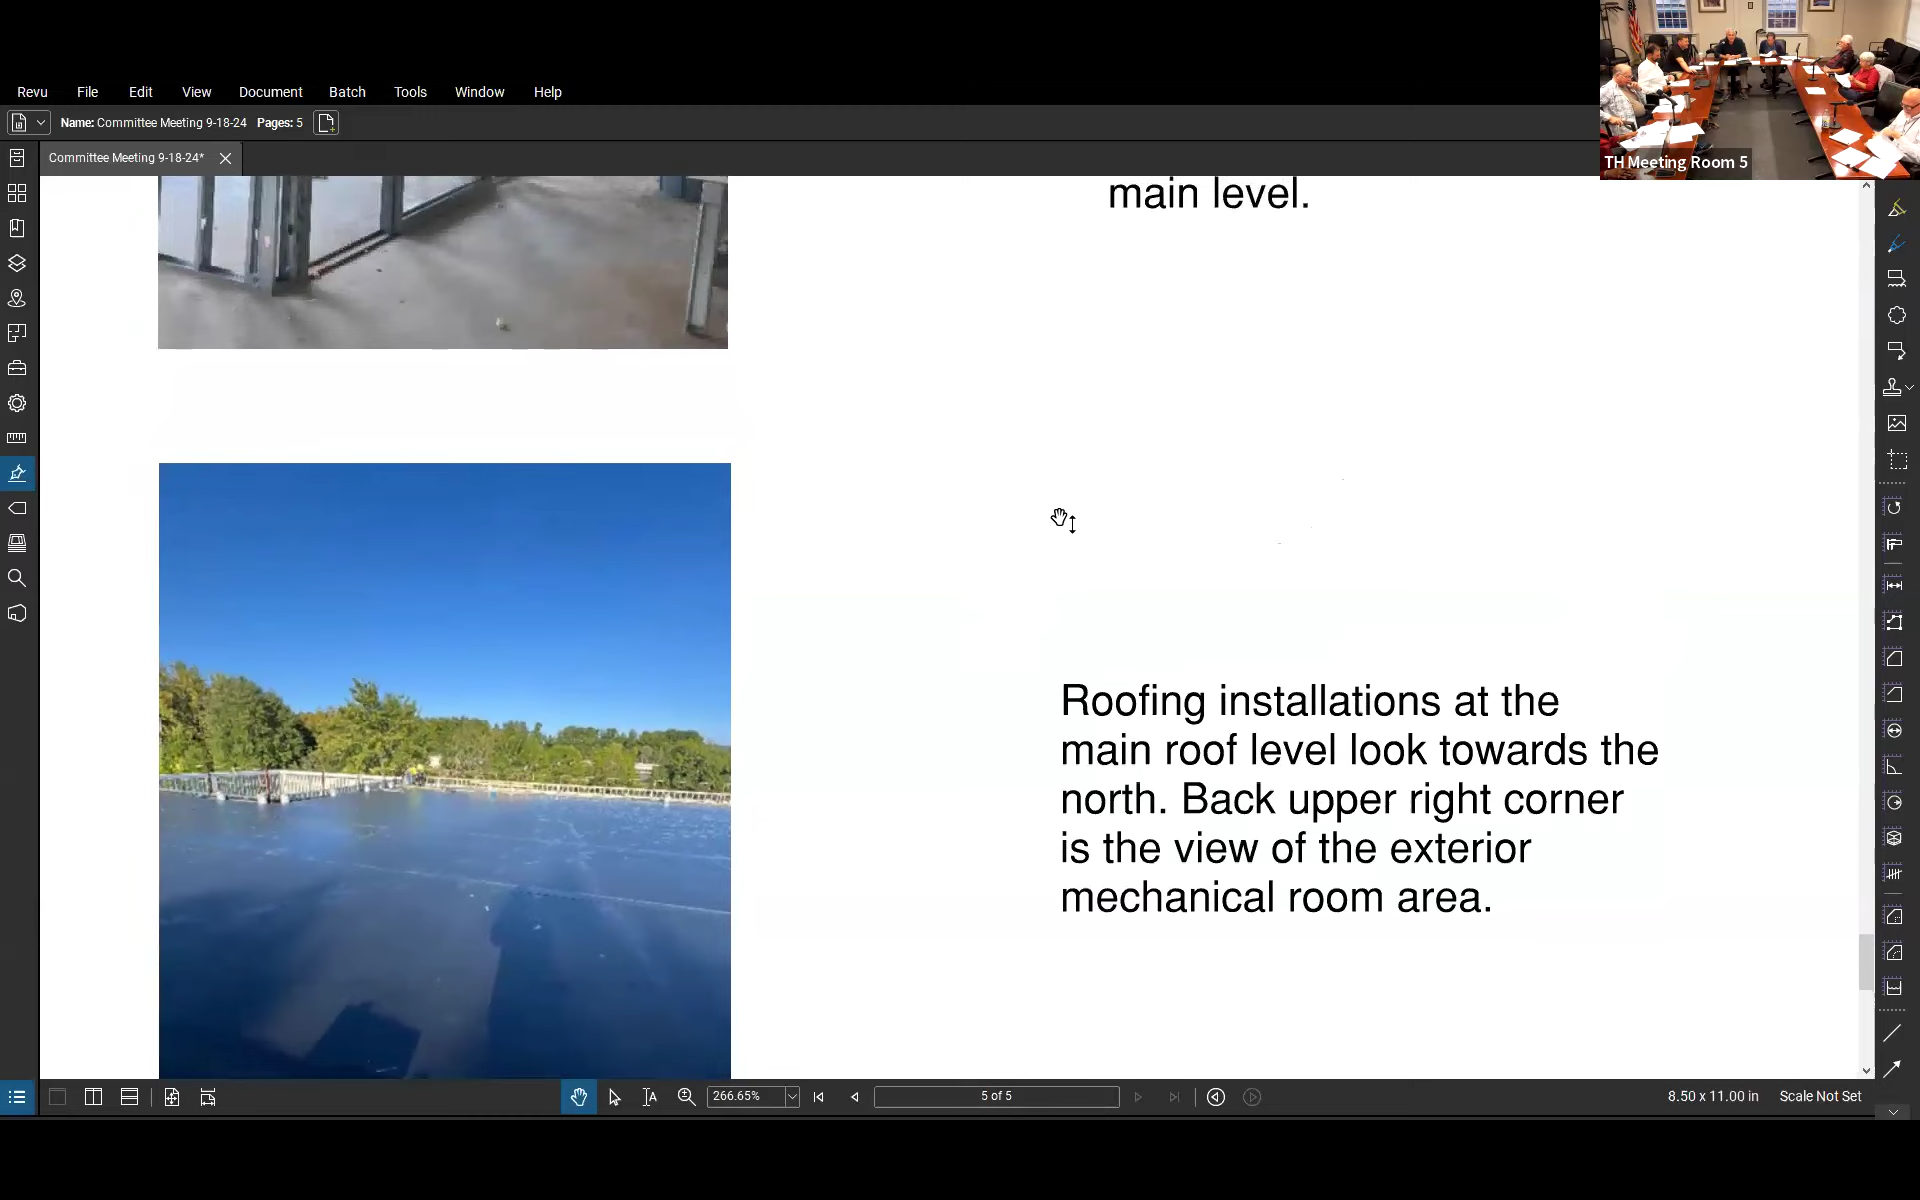 Revu File Edit View Document Batch Tools Window Help
Name: Committee Meeting 9-18-24 Pages: 5
Committee Meeting 9-18-24*
TH Meeting Room 5
main level.
Roofing installations at the
main roof level look towards the
north. Back upper right corner
is the view of the exterior
mechanical room area.
266.65%
5 of 5
8.50 x 11.00 in
Scale Not Set